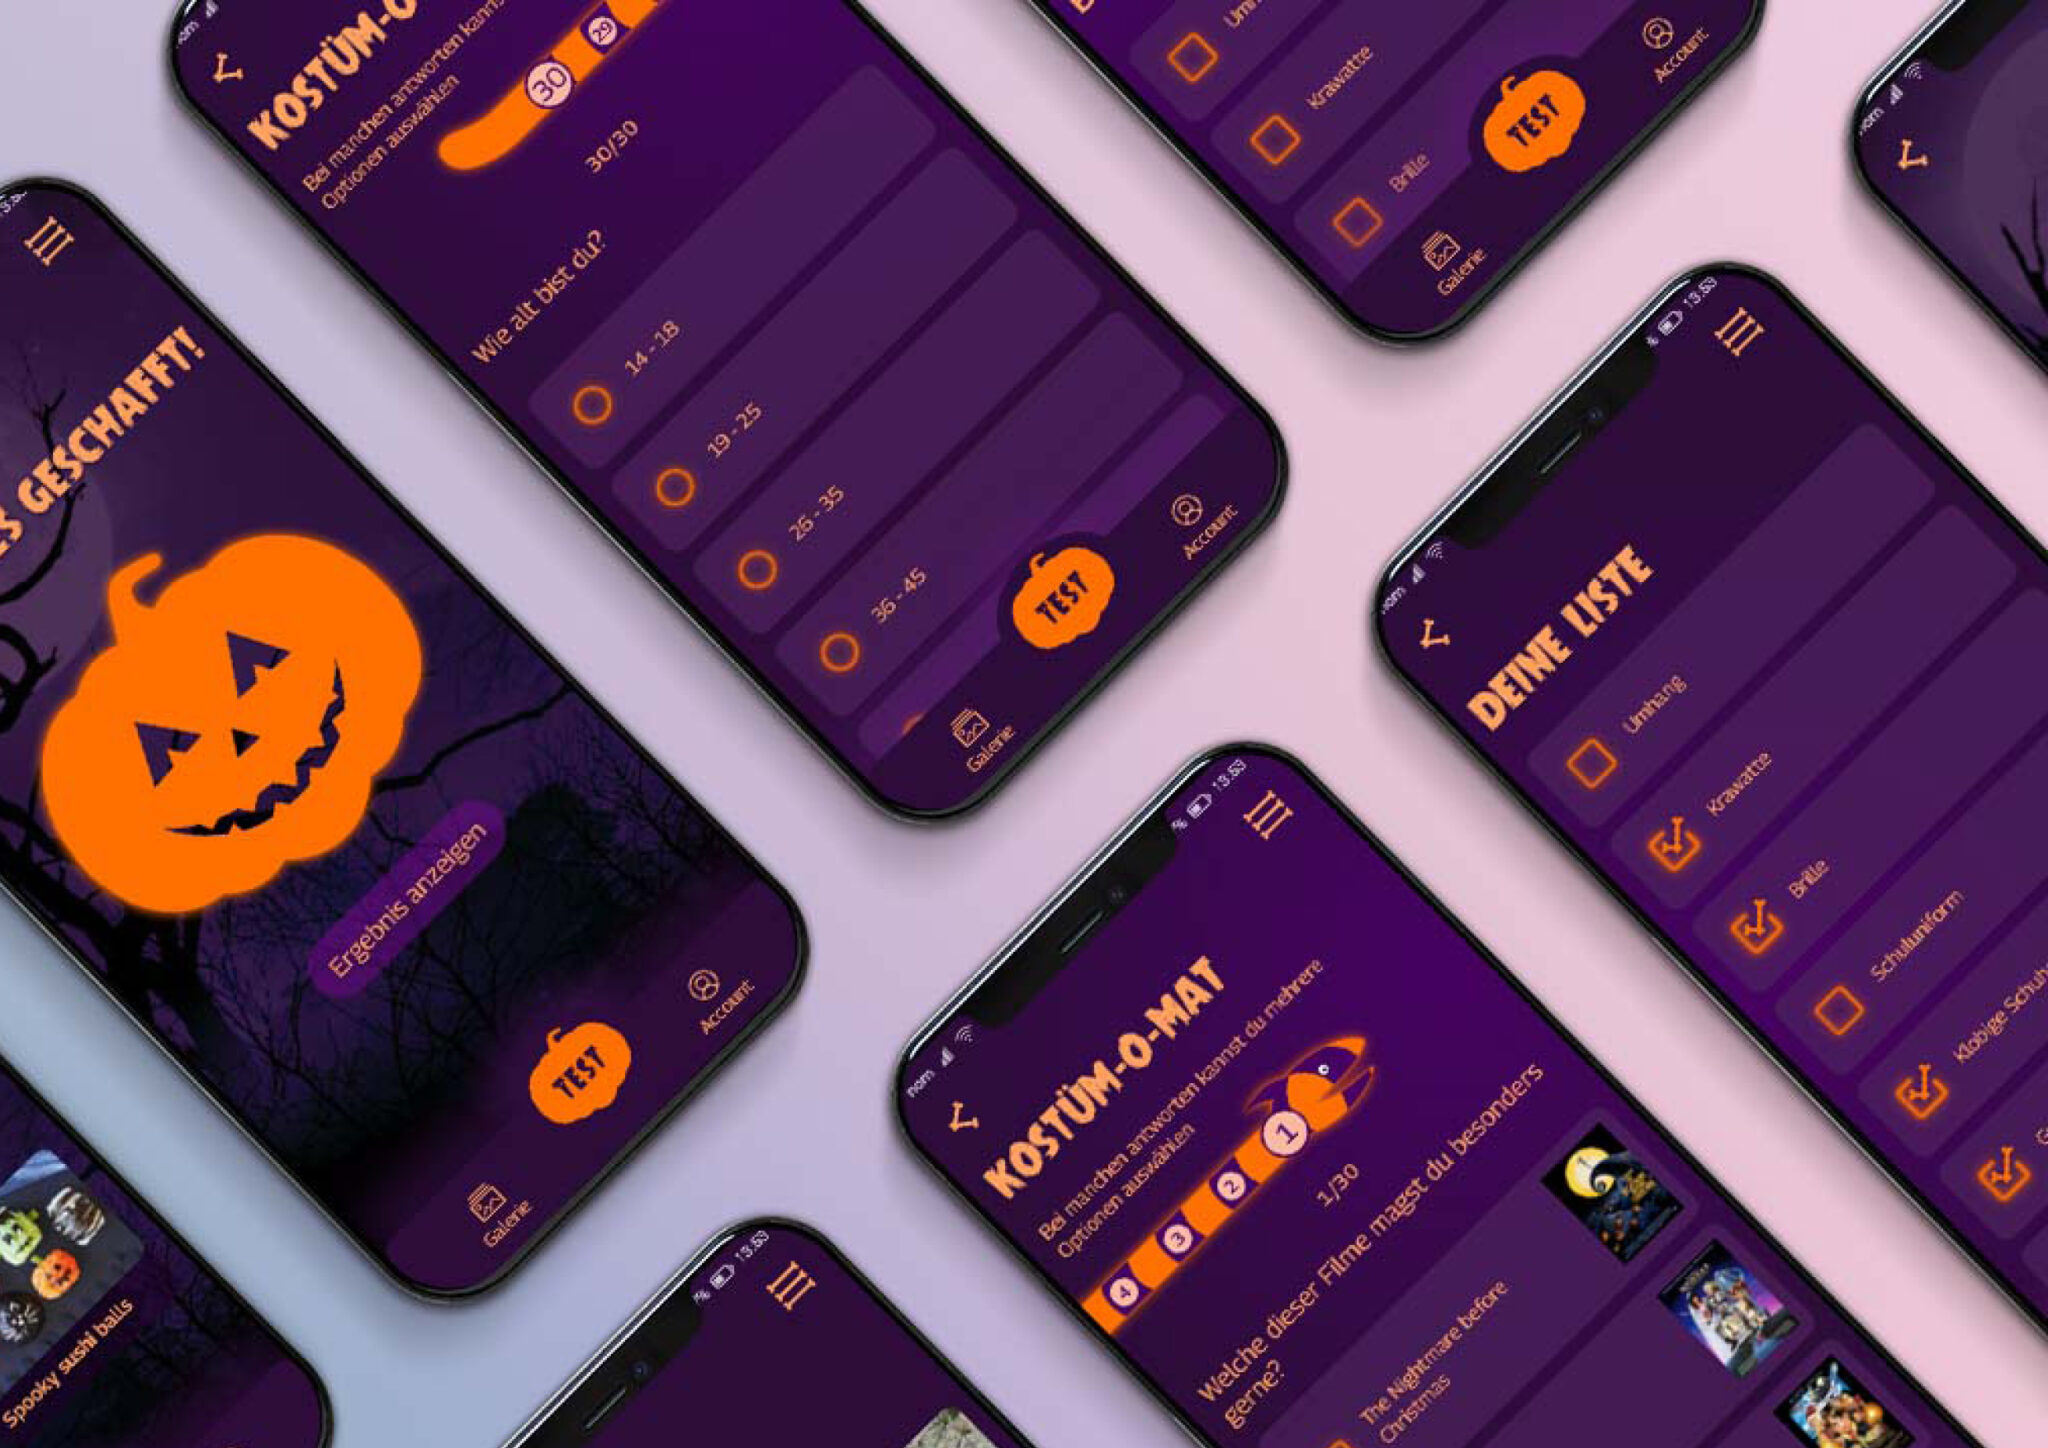 KOSTÜM-O
Bei manchen antworten kanns
Optionen auswählen
29
30
30/30
Wie alt bist du?
14 - 18
19 - 25
26 - 35
36 - 45
Galerie
TEST
Account
Krawatte
Brille
Galerie
TEST
Account
GESCHAFFT!
Ergebnis anzeigen
Galerie
TEST
Account
Spooky sushi balls
13:53
13:53
KOSTÜM-O-MAT
Bei manchen antworten kannst du mehrere
Optionen auswählen
1
2
3
4
1/30
Welche dieser Filme magst du besonders
gerne?
The Nightmare before
Christmas
13:53
DEINE LISTE
Umhang
Krawatte
Brille
Schuluniform
Klobige Schuh